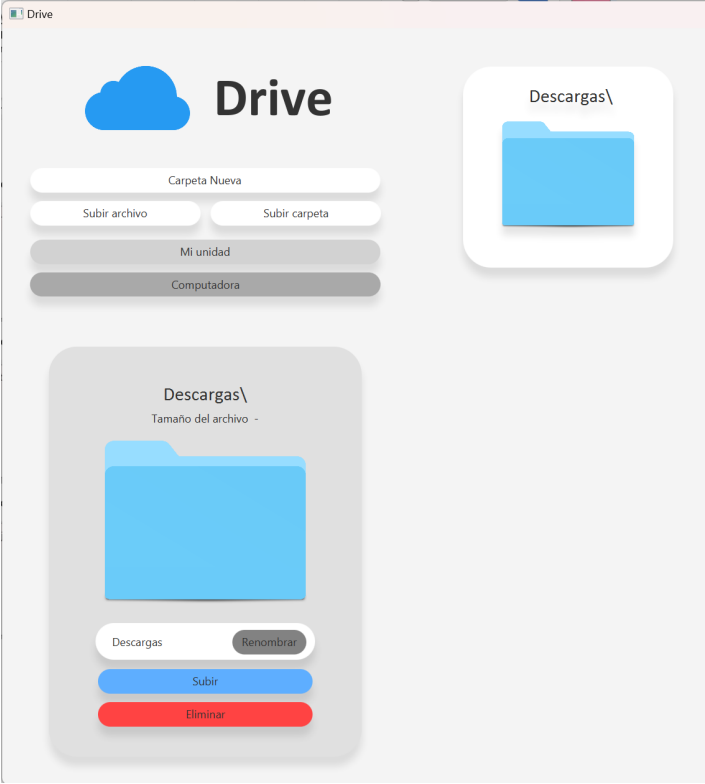 Drive
Drive
Carpeta Nueva
Subir archivo Subir carpeta
Mi unidad
Computadora
Descargas\
Descargas\
Tamaño del archivo -
Descargas Renombrar
Subir
Eliminar